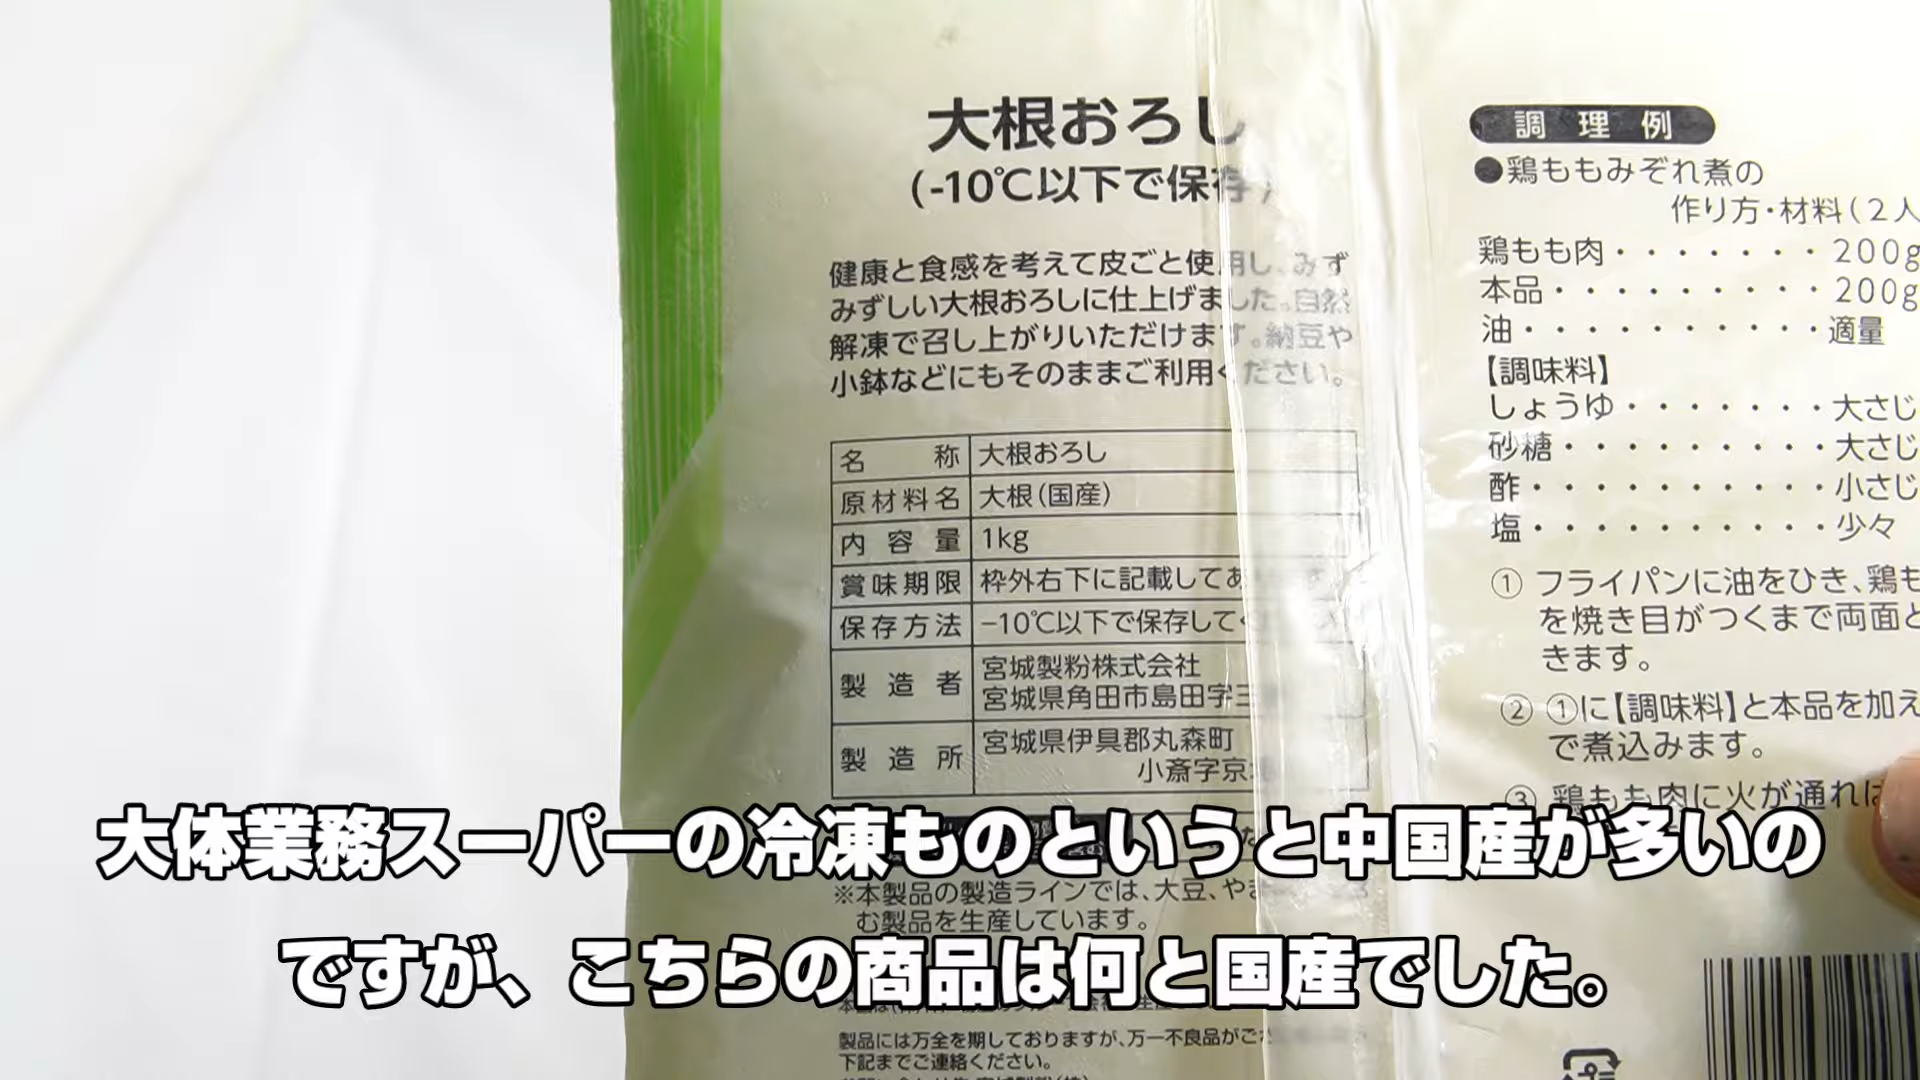 大根おろし
(-10℃以下で保存)
健康と食感を考えて皮ごと使用し、みず
みずしい大根おろしに仕上げました。自然
解凍で召し上がりいただけます。納豆や
小鉢などにもそのままご利用ください。
名称 大根おろし
原材料名 大根(国産)
内容量 1kg
賞味期限 枠外右下に記載してあ
保存方法 -10℃以下で保存して
製造者 宮城製粉株式会社
宮城県角田市島田字三
製造所 宮城県伊具郡丸森町
小斎字京
※本製品の製造ラインでは、大豆、やま
む製品を生産しています。
製品には万全を期しておりますが、万一不良品がご
下記までご連絡ください。
調理例
●鶏ももみぞれ煮の
作り方・材料(2人
鶏もも肉・・・・・・・200g
本品・・・・・・・・・200g
油・・・・・・・・・・適量
【調味料】
しょうゆ・・・・・・・大さじ
砂糖・・・・・・・・・大さじ
酢・・・・・・・・・・小さじ
塩・・・・・・・・・・少々
① フライパンに油をひき、鶏も
を焼き目がつくまで両面と
きます。
② ①に【調味料】と本品を加え
で煮込みます。
③ 鶏もも肉に火が通れば
大体業務スーパーの冷凍ものというと中国産が多いの
ですが、こちらの商品は何と国産でした。